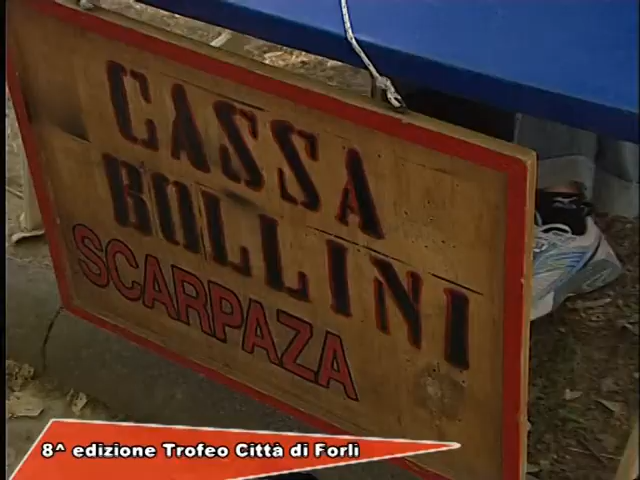 CASSA
BOLLINI
SCARPAZA
8^ edizione Trofeo Città di Forlì